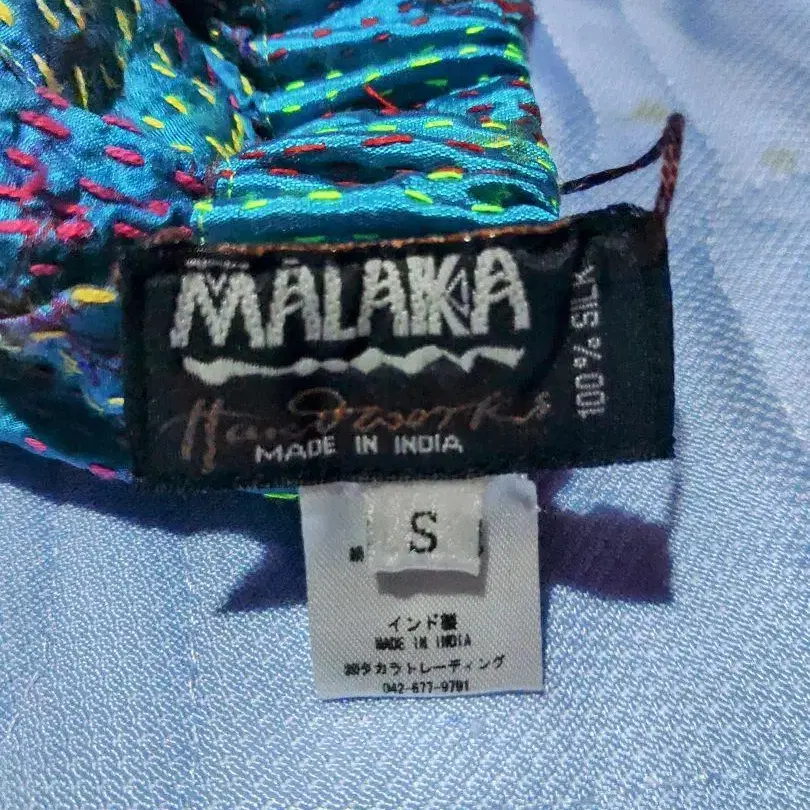 MALAIKA
Handworks
100% SILK
MADE IN INDIA
S
インド製
MADE IN INDIA
㈱タカラトレーディング
042-677-9791